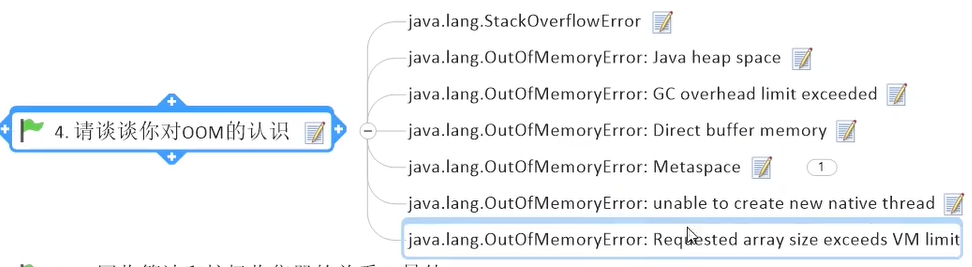 java.lang.StackOverflowError
java.lang.OutOfMemoryError: Java heap space
java.lang.OutOfMemoryError: GC overhead limit exceeded
4. 请谈谈你对OOM的认识
java.lang.OutOfMemoryError: Direct buffer memory
java.lang.OutOfMemoryError: Metaspace
1
java.lang.OutOfMemoryError: unable to create new native thread
java.lang.OutOfMemoryError: Requested array size exceeds VM limit